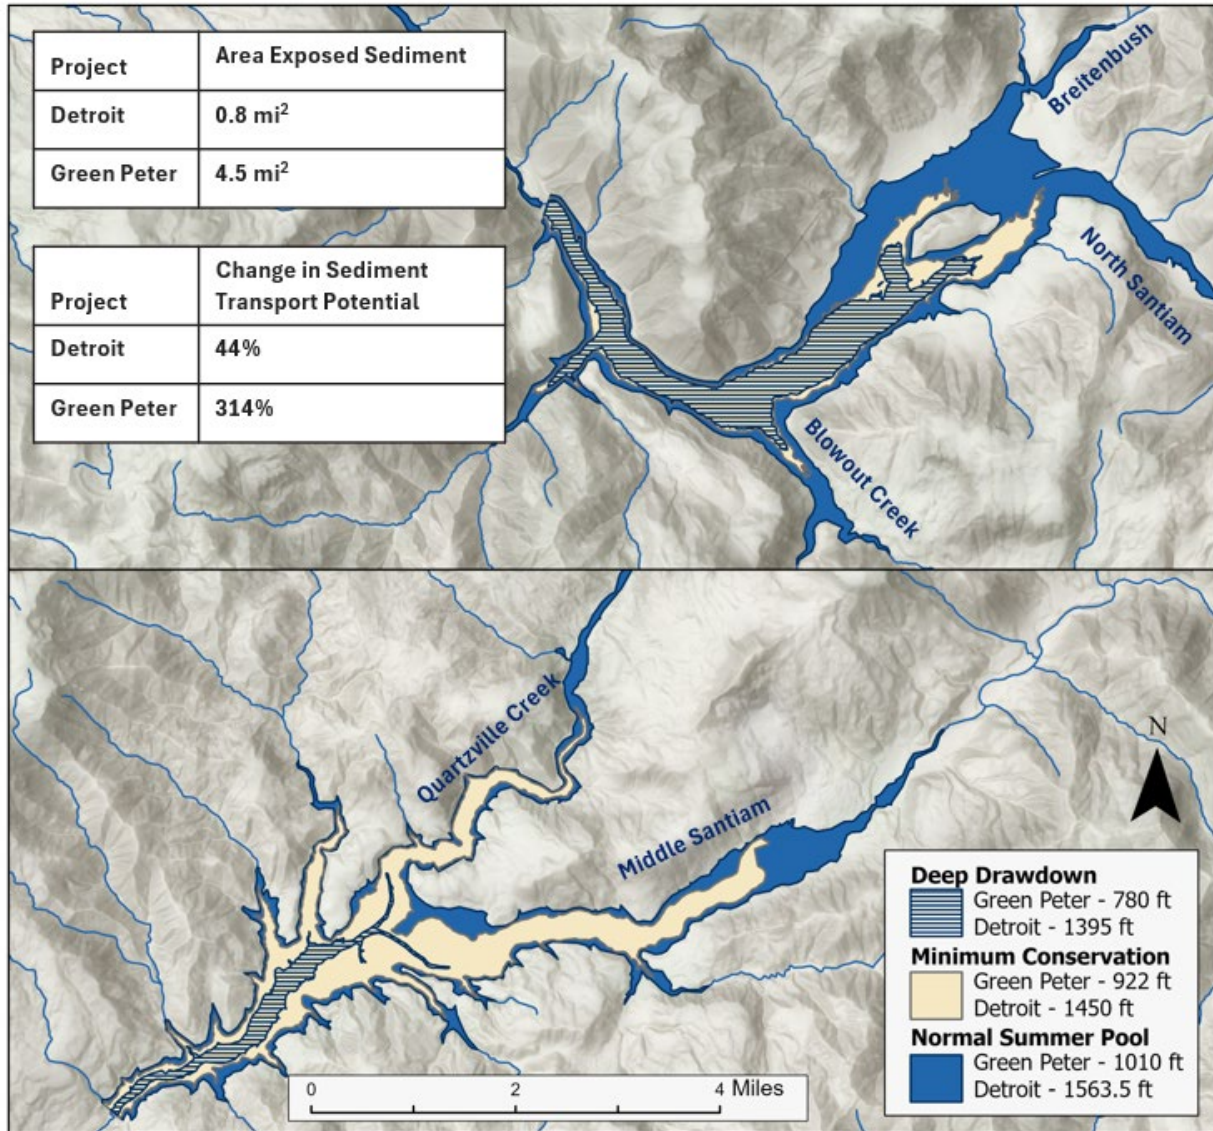 Project Area Exposed Sediment
Detroit 0.8 mi²
Green Peter 4.5 mi²
Project Change in Sediment
Transport Potential
Detroit 44%
Green Peter 314%
Breitenbush
North Santiam
Blowout Creek
Quartzville Creek
Middle Santiam
N
Deep Drawdown
Green Peter - 780 ft
Detroit - 1395 ft
Minimum Conservation
Green Peter - 922 ft
Detroit - 1450 ft
Normal Summer Pool
Green Peter - 1010 ft
Detroit - 1563.5 ft
0 2 4 Miles